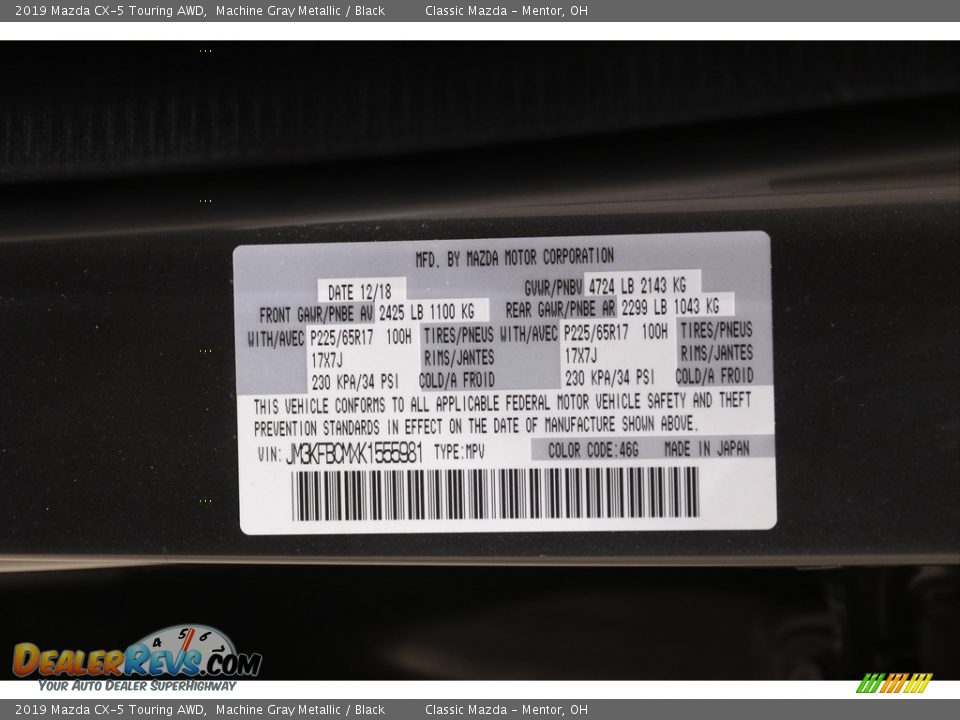 2019 Mazda CX-5 Touring AWD, Machine Gray Metallic / Black Classic Mazda - Mentor, OH
MFD. BY MAZDA MOTOR CORPORATION
DATE 12/18 GVWR/PNBV 4724 LB 2143 KG
FRONT GAWR/PNBE AV 2425 LB 1100 KG REAR GAWR/PNBE AR 2299 LB 1043 KG
WITH/AVEC P225/65R17 100H TIRES/PNEUS WITH/AVEC P225/65R17 100H TIRES/PNEUS
17X7J RIMS/JANTES 17X7J RIMS/JANTES
230 KPA/34 PSI COLD/A FROID 230 KPA/34 PSI COLD/A FROID
THIS VEHICLE CONFORMS TO ALL APPLICABLE FEDERAL MOTOR VEHICLE SAFETY AND THEFT
PREVENTION STANDARDS IN EFFECT ON THE DATE OF MANUFACTURE SHOWN ABOVE.
VIN: JM3KFBCMXK1555981 TYPE:MPV COLOR CODE:46G MADE IN JAPAN
4 5 6
DEALERREVS.COM
YOUR AUTO DEALER SUPERHIGHWAY
2019 Mazda CX-5 Touring AWD, Machine Gray Metallic / Black Classic Mazda - Mentor, OH